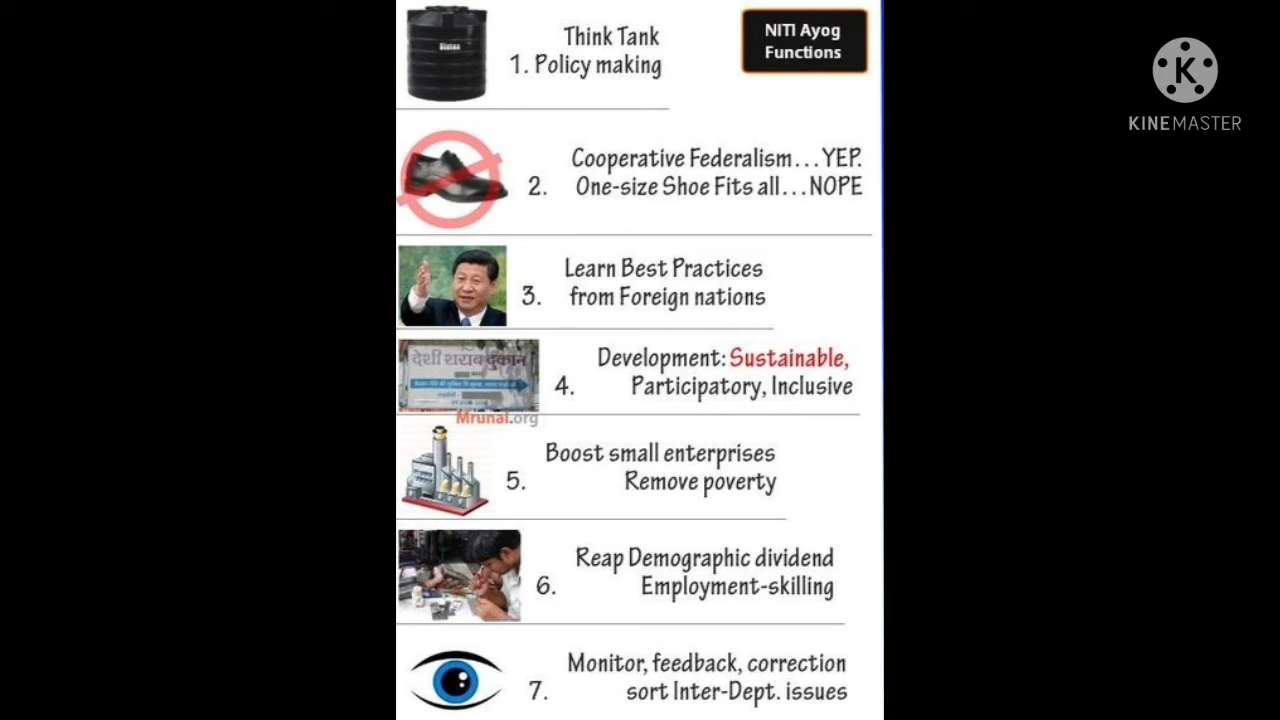 NITI Ayog
Functions
Think Tank
1. Policy making
Cooperative Federalism...YEP.
2. One-size Shoe Fits all...NOPE
Learn Best Practices
3. from Foreign nations
देशी शराब दुकान
Development: Sustainable,
4. Participatory, Inclusive
Mrunal.org
Boost small enterprises
5. Remove poverty
Reap Demographic dividend
6. Employment-skilling
Monitor, feedback, correction
7. sort Inter-Dept. issues
K
KINEMASTER